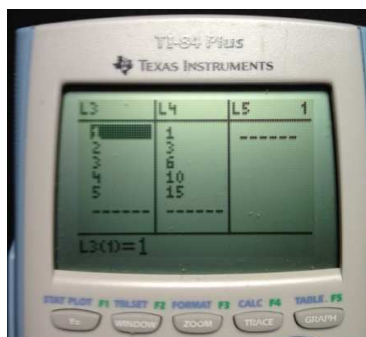 TI-84 Plus
TEXAS INSTRUMENTS
L3 L4 L5 1
1 1 ------
2 3
3 6
4 10
5 15
------ ------
L3(1)=1
STAT PLOT F1 TBLSET F2 FORMAT F3 CALC F4 TABLE F5
Y= WINDOW ZOOM TRACE GRAPH